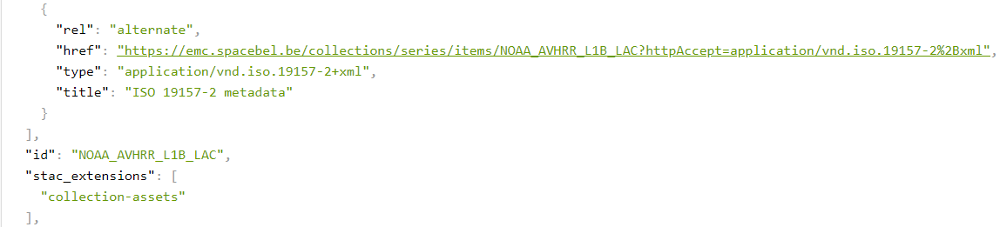 {
"rel": "alternate",
"href": "https://emc.spacebel.be/collections/series/items/NOAA_AVHRR_L1B_LAC?httpAccept=application/vnd.iso.19157-2%2Bxml",
"type": "application/vnd.iso.19157-2+xml",
"title": "ISO 19157-2 metadata"
}
],
"id": "NOAA_AVHRR_L1B_LAC",
"stac_extensions": [
"collection-assets"
],